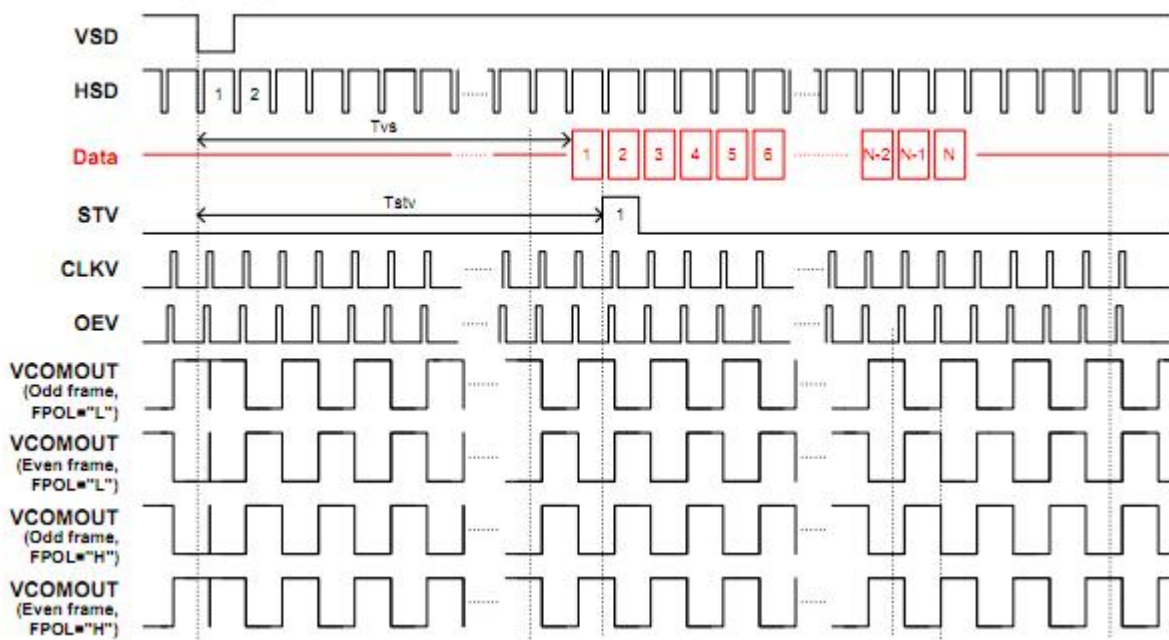 VSD
HSD
1 2
Tvs
Data
1 2 3 4 5 6 N-2 N-1 N
Tstv
STV
1
CLKV
OEV
VCOMOUT
(Odd frame,
FPOL="L")
VCOMOUT
(Even frame,
FPOL="L")
VCOMOUT
(Odd frame,
FPOL="H")
VCOMOUT
(Even frame,
FPOL="H")